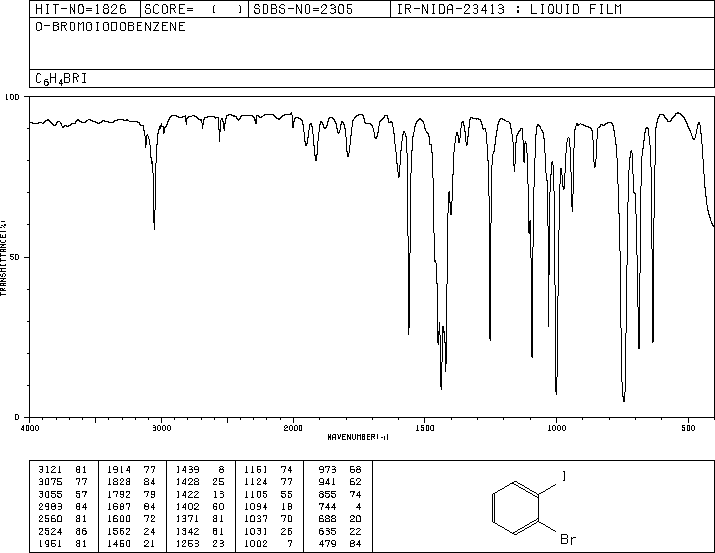 HIT-NO=1826 SCORE= ( ) SDBS-NO=2305 IR-NIDA-23413 : LIQUID FILM
O-BROMOIODOBENZENE
C6H4BRI
100
50
0
TRANSMITTANCE(%)
4000 3000 2000 1500 1000 500
WAVENUMBER(-1)
3121 81 1914 77 1439 8 1161 74 973 68
3075 77 1828 84 1428 25 1124 77 941 62
3055 57 1792 79 1422 13 1105 55 855 74
2983 84 1687 84 1402 60 1094 18 744 4
2560 81 1600 72 1371 81 1037 70 688 20
2524 86 1562 24 1342 81 1031 26 635 22
1951 81 1460 21 1253 23 1002 7 479 84
I
Br